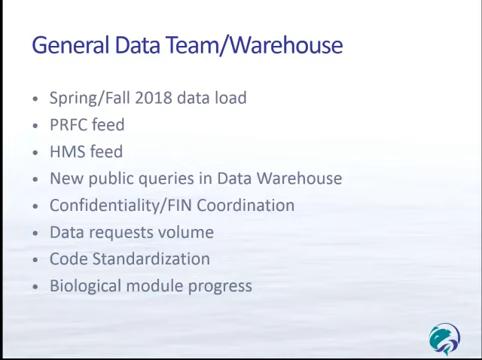 General Data Team/Warehouse
• Spring/Fall 2018 data load
• PRFC feed
• HMS feed
• New public queries in Data Warehouse
• Confidentiality/FIN Coordination
• Data requests volume
• Code Standardization
• Biological module progress